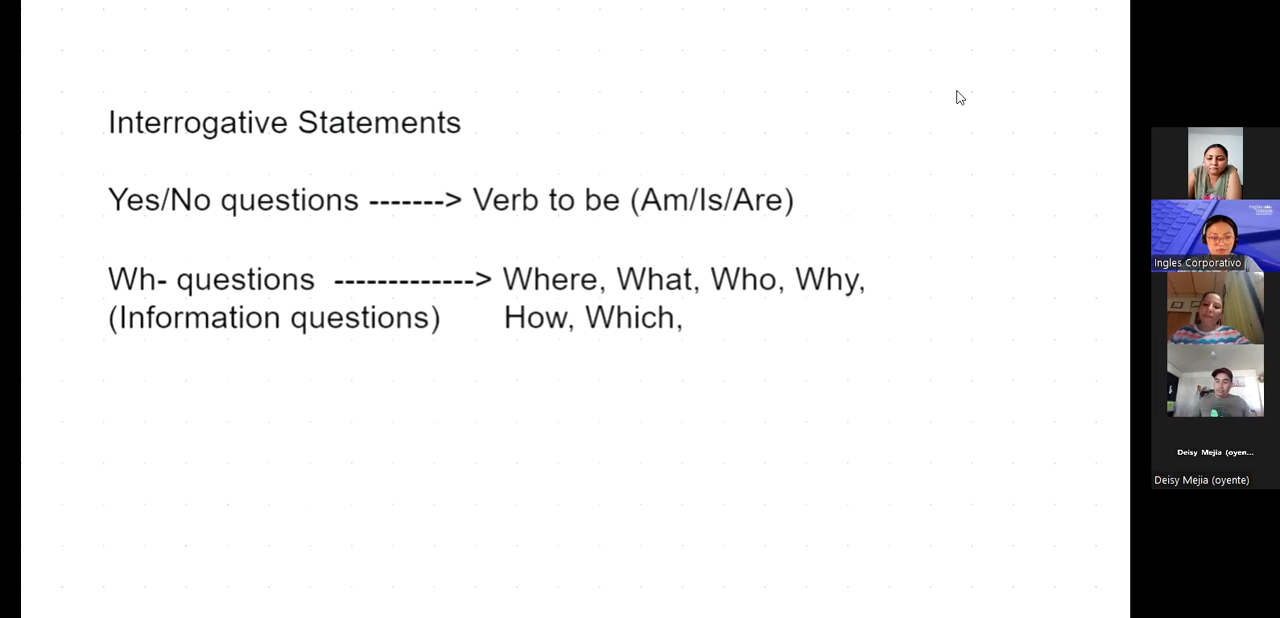 Interrogative Statements
Yes/No questions -------> Verb to be (Am/Is/Are)
Wh- questions -------------> Where, What, Who, Why,
(Information questions) How, Which,
Ingles Corporativo
Deisy Mejia (oyen...
Deisy Mejia (oyente)